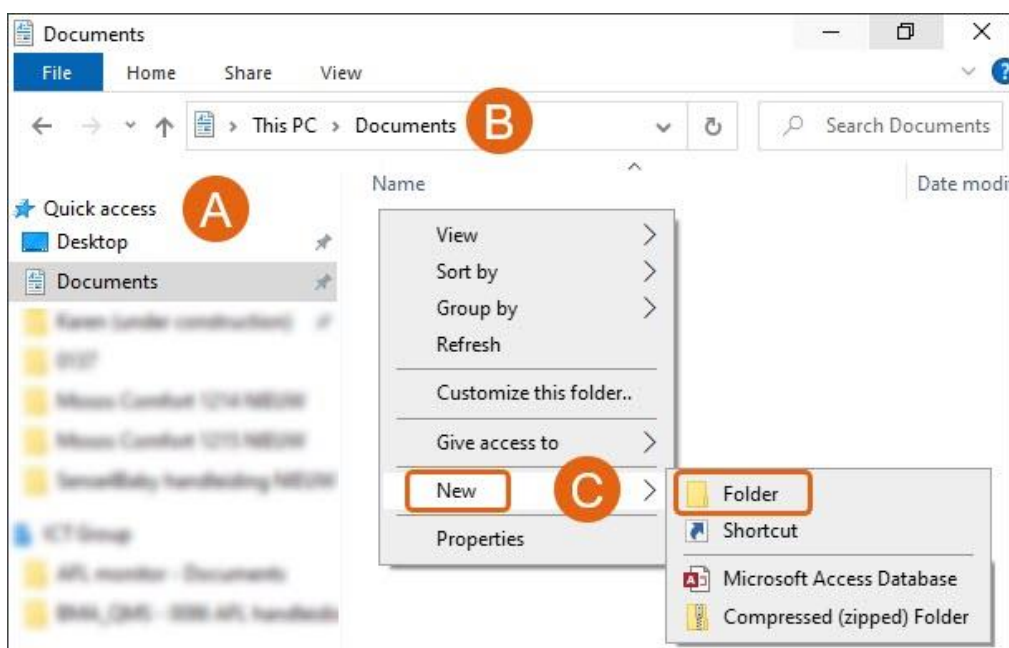 Documents
File Home Share View
This PC > Documents B
Search Documents
Name
Date modi
Quick access A
Desktop
Documents
View
Sort by
Group by
Refresh
Customize this folder..
Give access to
New C
Properties
Folder
Shortcut
Microsoft Access Database
Compressed (zipped) Folder